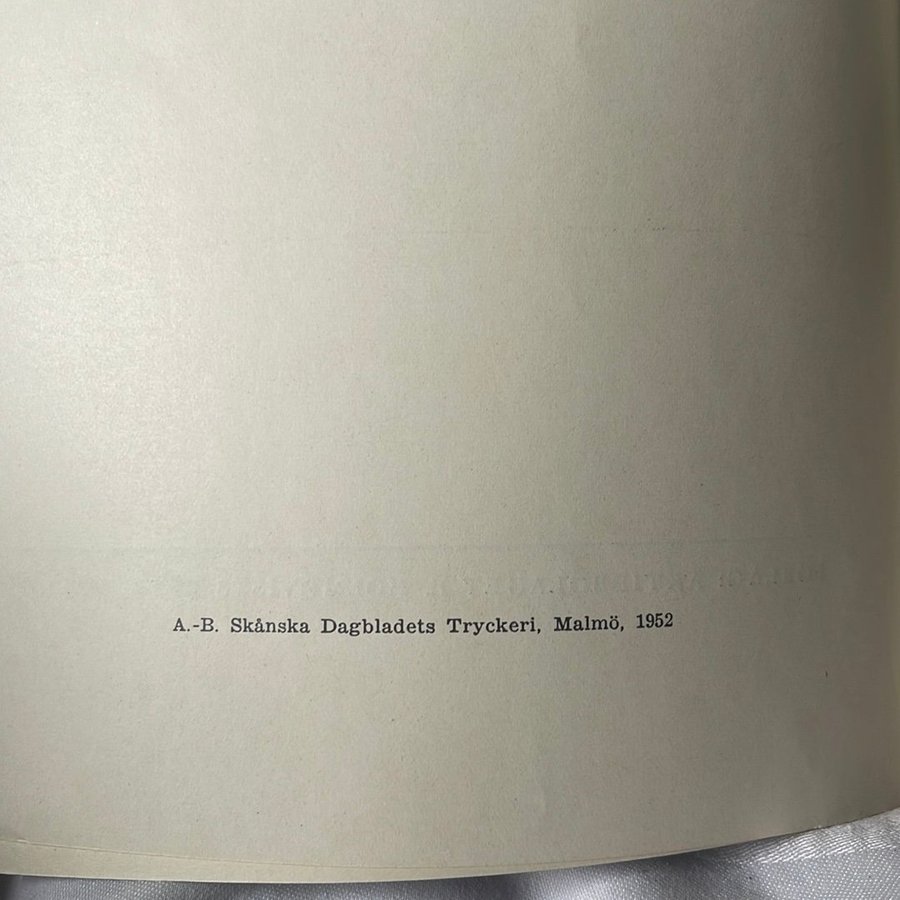 A.-B. Skånska Dagbladets Tryckeri, Malmö, 1952